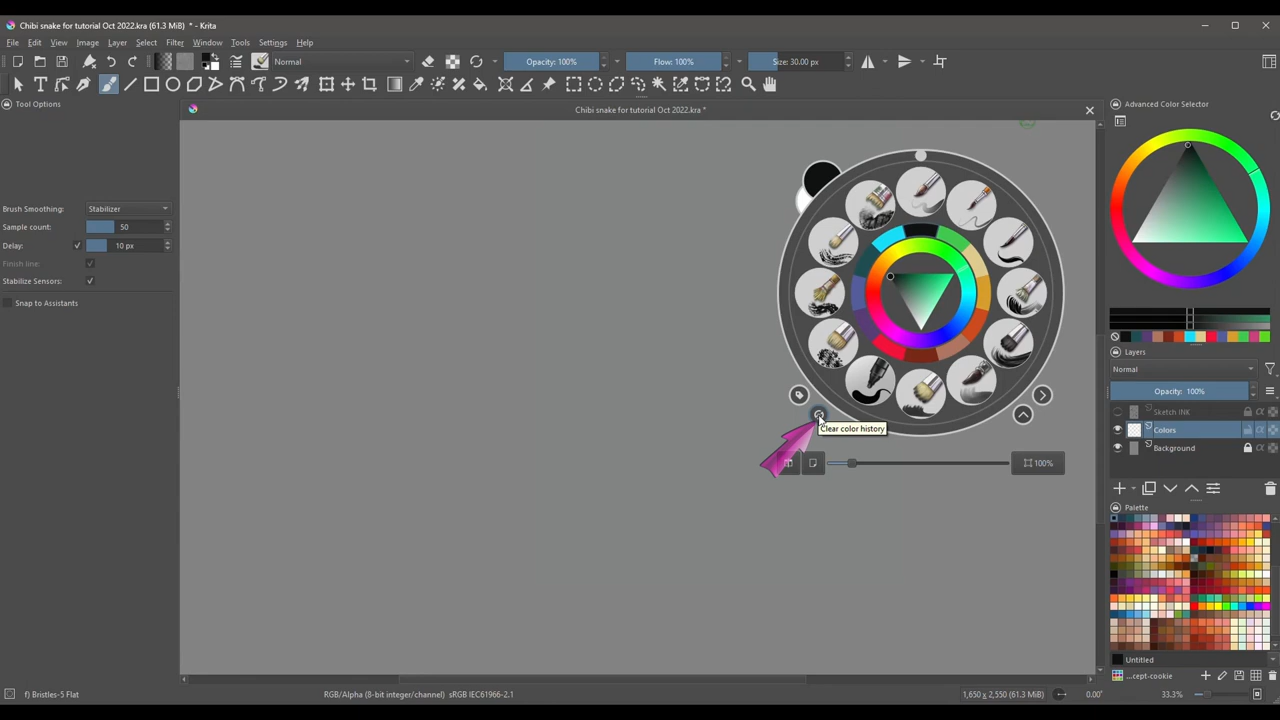 Chibi snake for tutorial Oct 2022.kra (61.3 MiB) * - Krita
File Edit View Image Layer Select Filter Window Tools Settings Help
Normal
Opacity: 100%
Flow: 100%
Size: 30.00 px
Tool Options
Chibi snake for tutorial Oct 2022.kra *
Advanced Color Selector
Brush Smoothing: Stabilizer
Sample count: 50
Delay: 10 px
Finish line:
Stabilize Sensors:
Snap to Assistants
Clear color history
100%
Layers
Normal
Opacity: 100%
Sketch INK
Colors
Background
Palette
Untitled
...cept-cookie
f) Bristles-5 Flat
RGB/Alpha (8-bit integer/channel) sRGB IEC61966-2.1
1,650 x 2,550 (61.3 MiB)
0.00°
33.3%